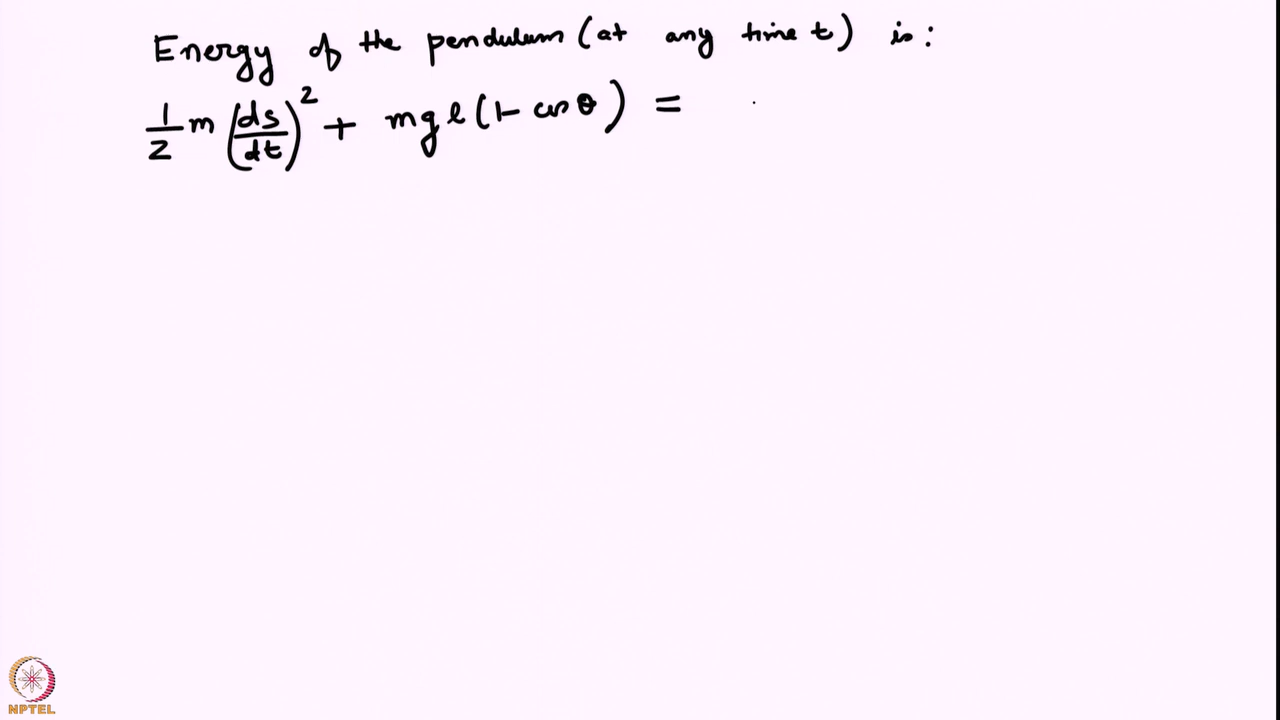 Energy of the pendulum (at any time t) is:
1/2 m (ds/dt)² + mgl(1 - cos θ) =
NPTEL